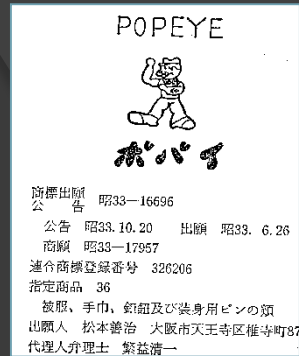 POPEYE
ポパイ
商標出願
公告 昭33—16696
公告 昭33.10.20 出願 昭33. 6.26
商願 昭33—17957
連合商標登録番号 326206
指定商品 36
被服、手巾、釦鈕及び装身用ピンの類
出願人 松本善治 大阪市天王寺区椎寺町87
代理人弁理士 繁益清一